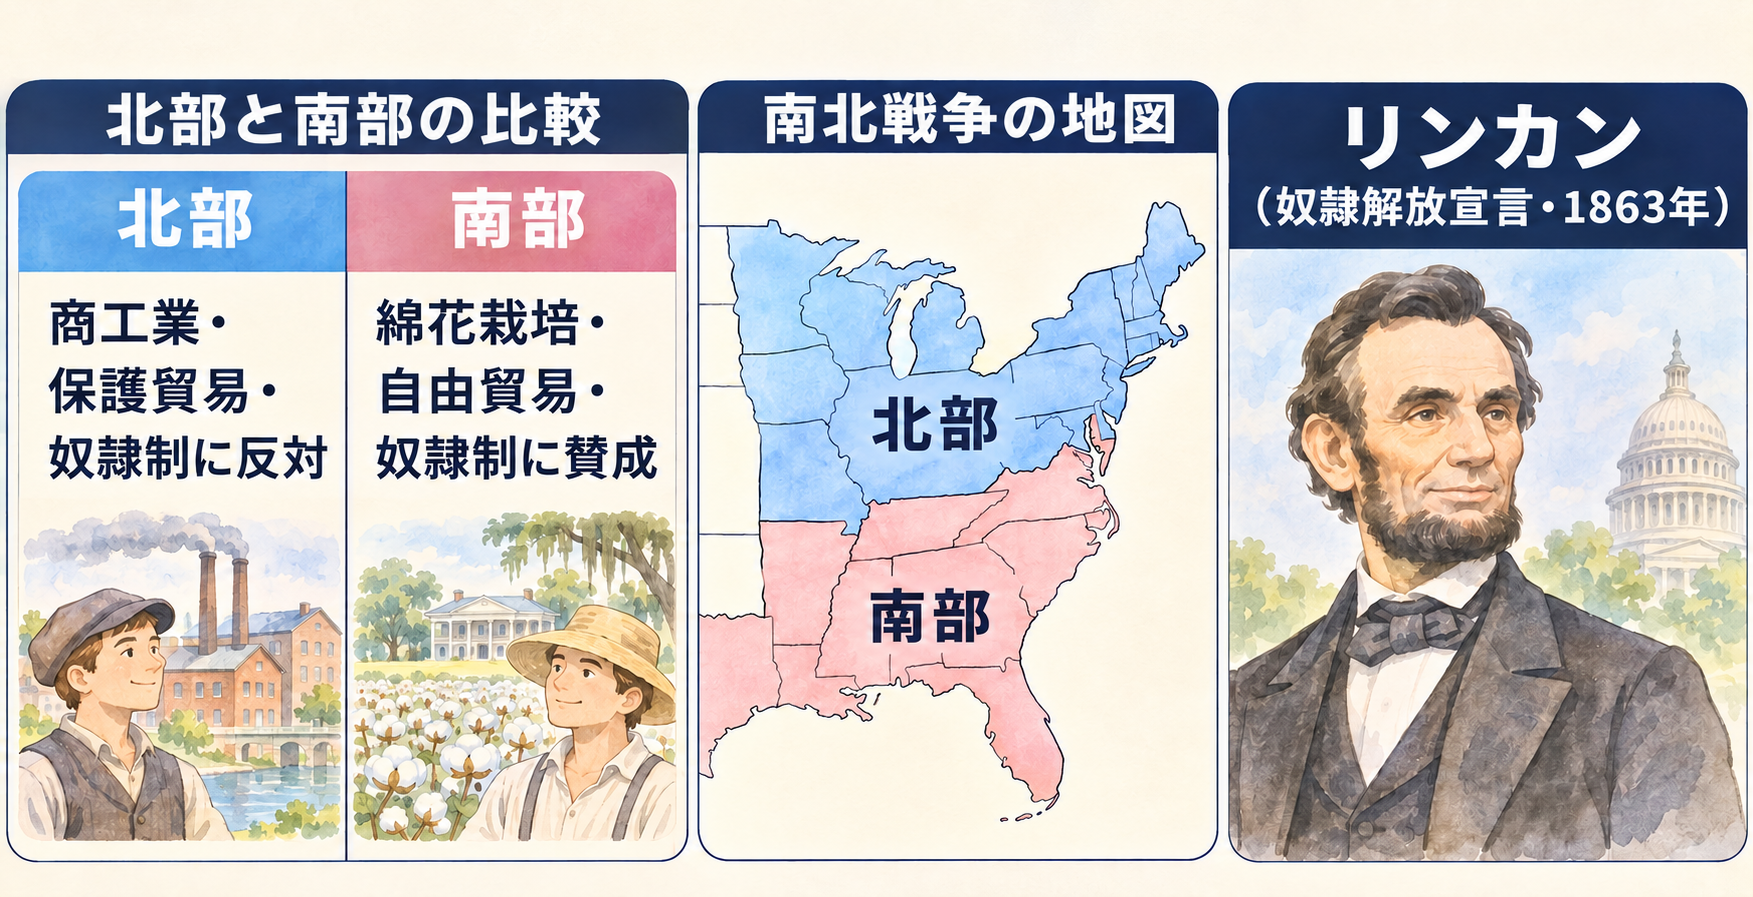 北部と南部の比較
北部
商工業・
保護貿易・
奴隷制に反対
南部
綿花栽培・
自由貿易・
奴隷制に賛成
南北戦争の地図
北部
南部
リンカン
（奴隷解放宣言・1863年）